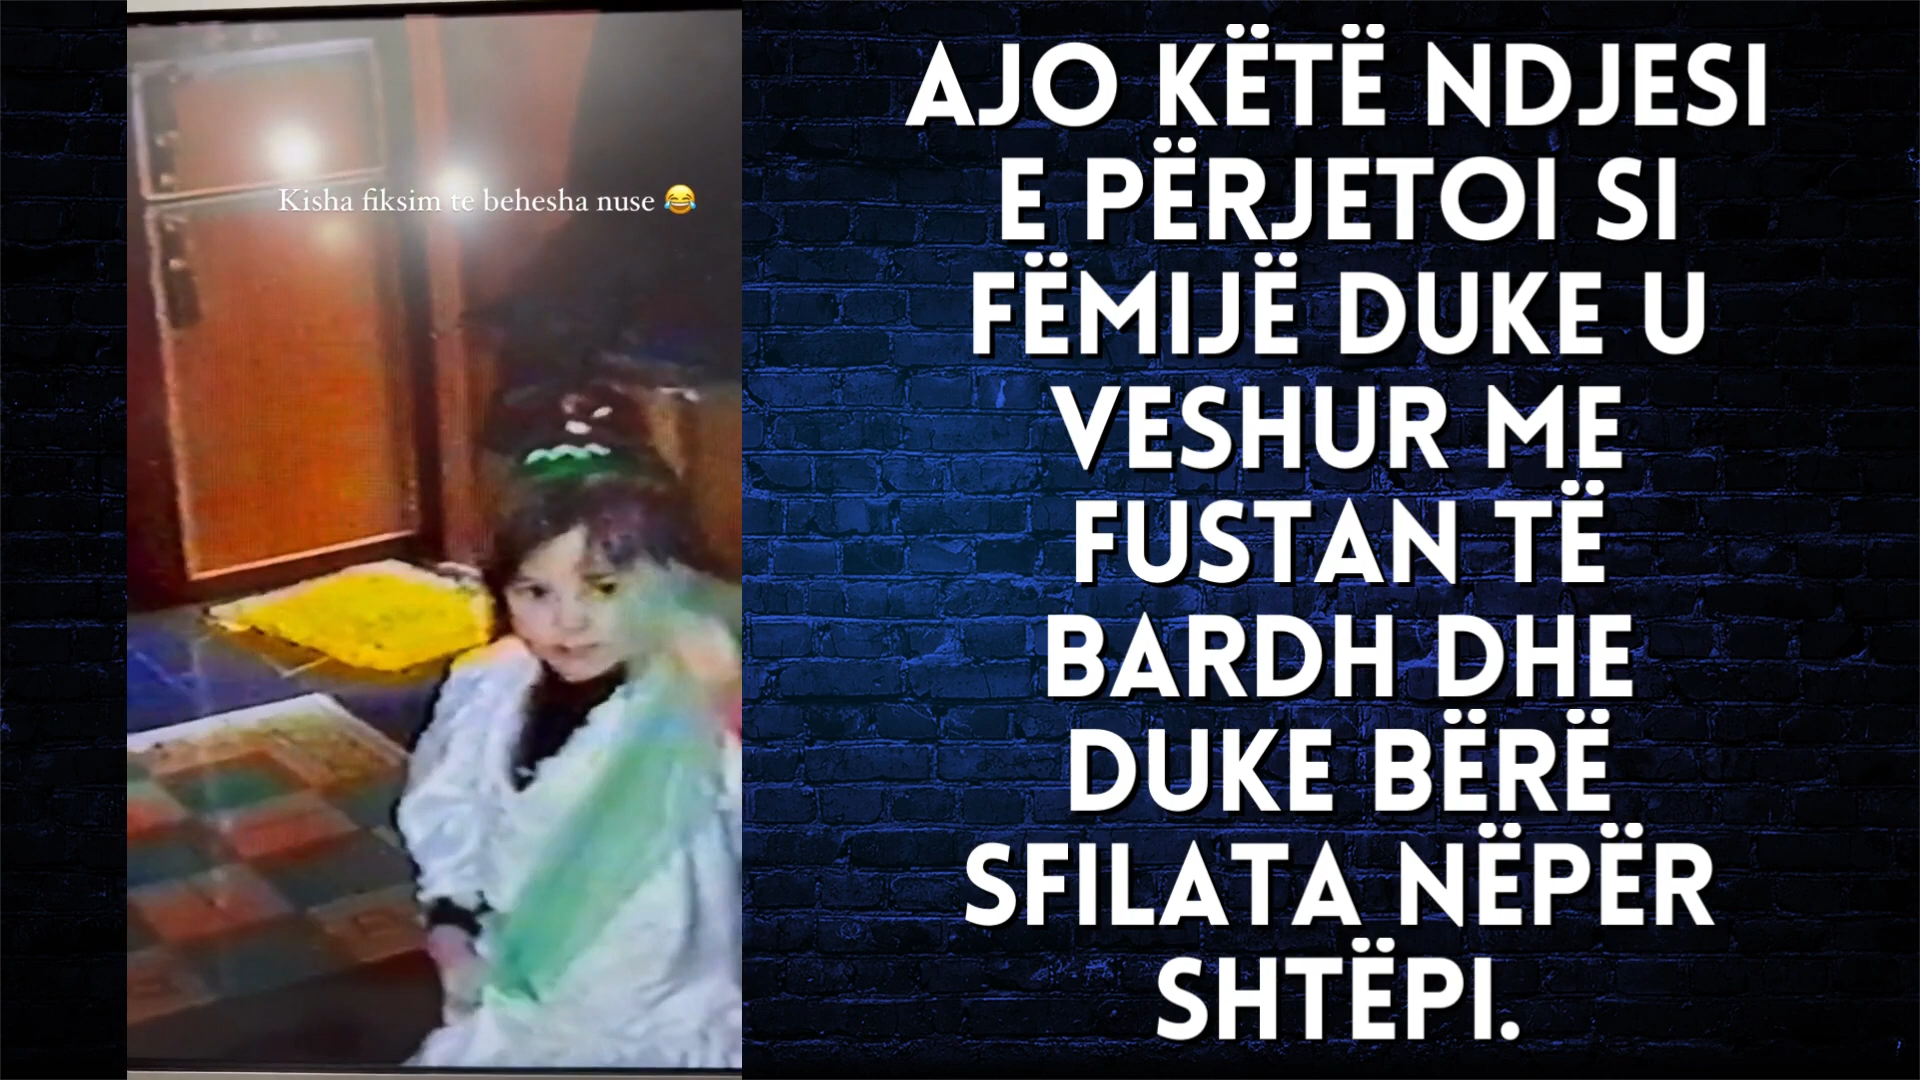 Kisha fiksim te behesha nuse 😂
AJO KËTË NDJESI
E PËRJETOI SI
FËMIJË DUKE U
VESHUR ME
FUSTAN TË
BARDH DHE
DUKE BËRË
SFILATA NËPËR
SHTËPI.